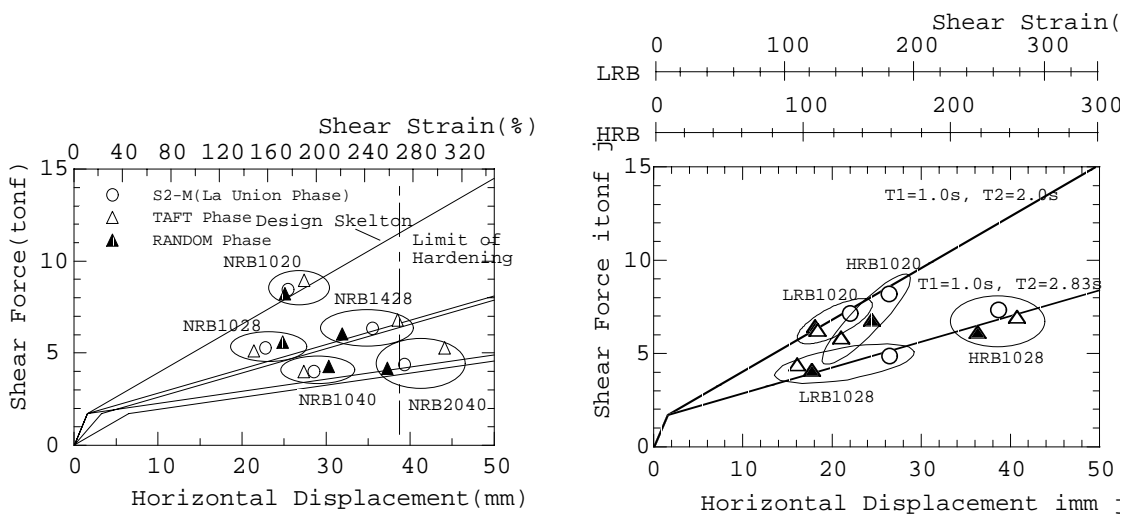 Shear Strain(%)
0 40 80 120 160 180 200 240 260 280 320
15
10
5
0
Shear Force(tonf)
S2-M(La Union Phase)
TAFT Phase
RANDOM Phase
Design Skelton
Limit of
Hardening
NRB1020
NRB1428
NRB1028
NRB1040
NRB2040
0 10 20 30 40 50
Horizontal Displacement(mm)
Shear Strain(
0 100 200 300
LRB
0 100 200 300
HRB
15
10
5
0
Shear Force itonf j
T1=1.0s, T2=2.0s
HRB1020
T1=1.0s, T2=2.83s
LRB1020
HRB1028
LRB1028
0 10 20 30 40 50
Horizontal Displacement imm j